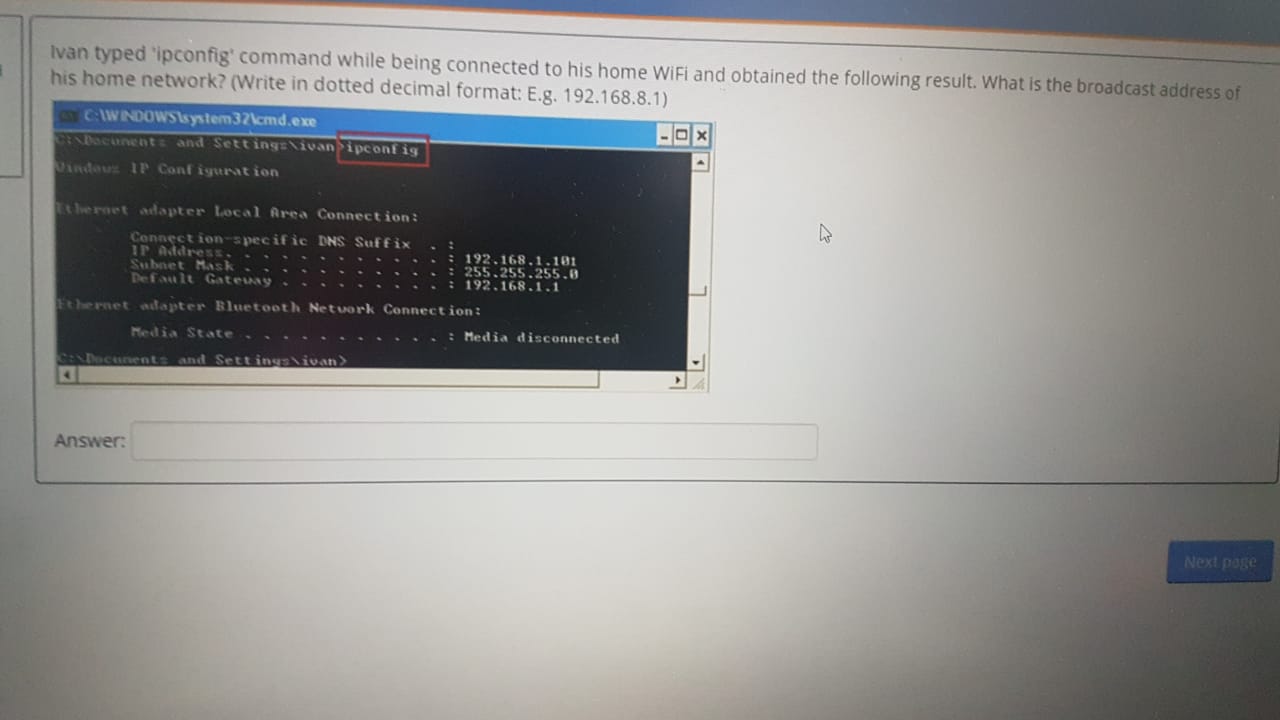 Ivan typed 'ipconfig' command while being connected to his home WiFi and obtained the following result. What is the broadcast address of
his home network? (Write in dotted decimal format: E.g. 192.168.8.1)
C:\WINDOWS\system32\cmd.exe
C:\Documents and Settings\ivan>ipconfig
Windows IP Configuration
Ethernet adapter Local Area Connection:
Connection-specific DNS Suffix . :
IP Address. . . . . . . . . . . . : 192.168.1.101
Subnet Mask . . . . . . . . . . . : 255.255.255.0
Default Gateway . . . . . . . . . : 192.168.1.1
Ethernet adapter Bluetooth Network Connection:
Media State . . . . . . . . . . . : Media disconnected
C:\Documents and Settings\ivan>
Answer:
Next page